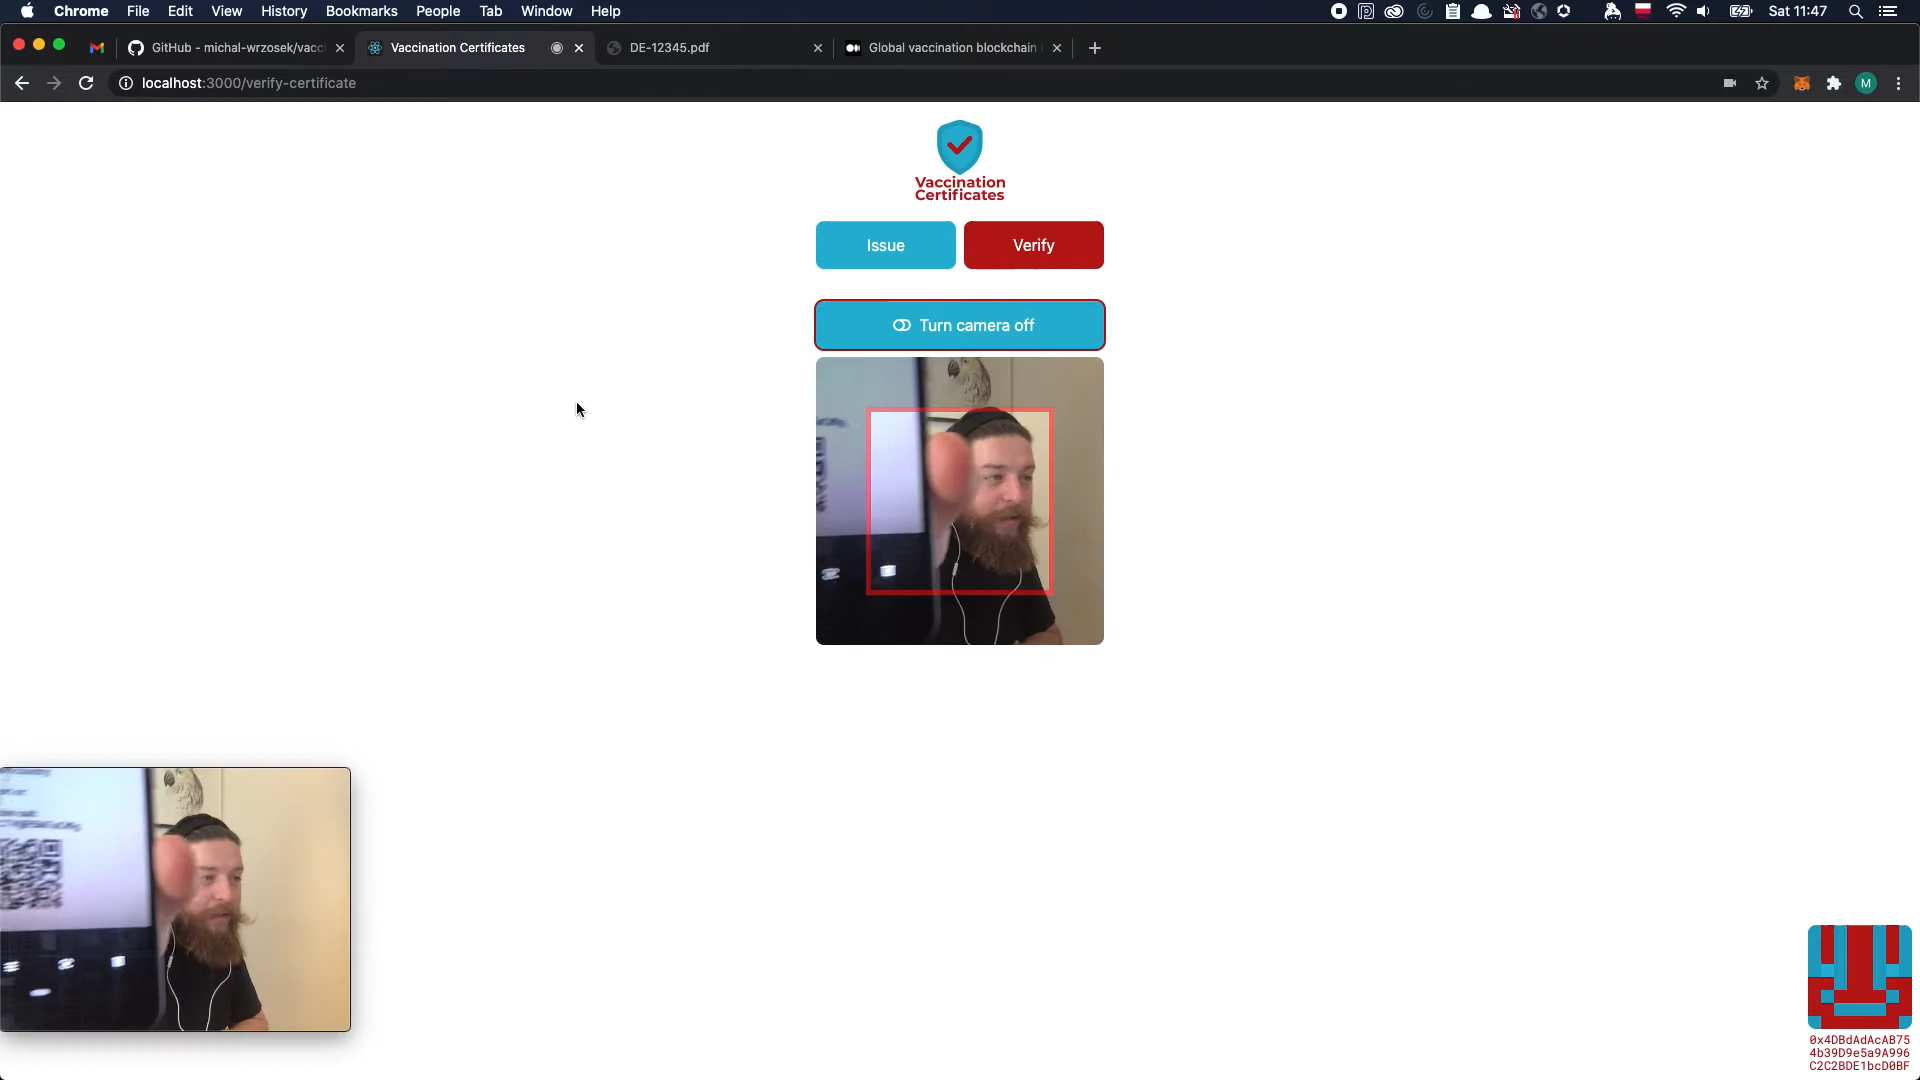 Chrome File Edit View History Bookmarks People Tab Window Help Sat 11:47
GitHub - michal-wrzosek/vacci Vaccination Certificates DE-12345.pdf Global vaccination blockchain i
localhost:3000/verify-certificate M
Vaccination
Certificates
Issue Verify
Turn camera off
0x4DBdAdAcAB75
4b39D9e5a9A996
C2C2BDE1bcD0BF